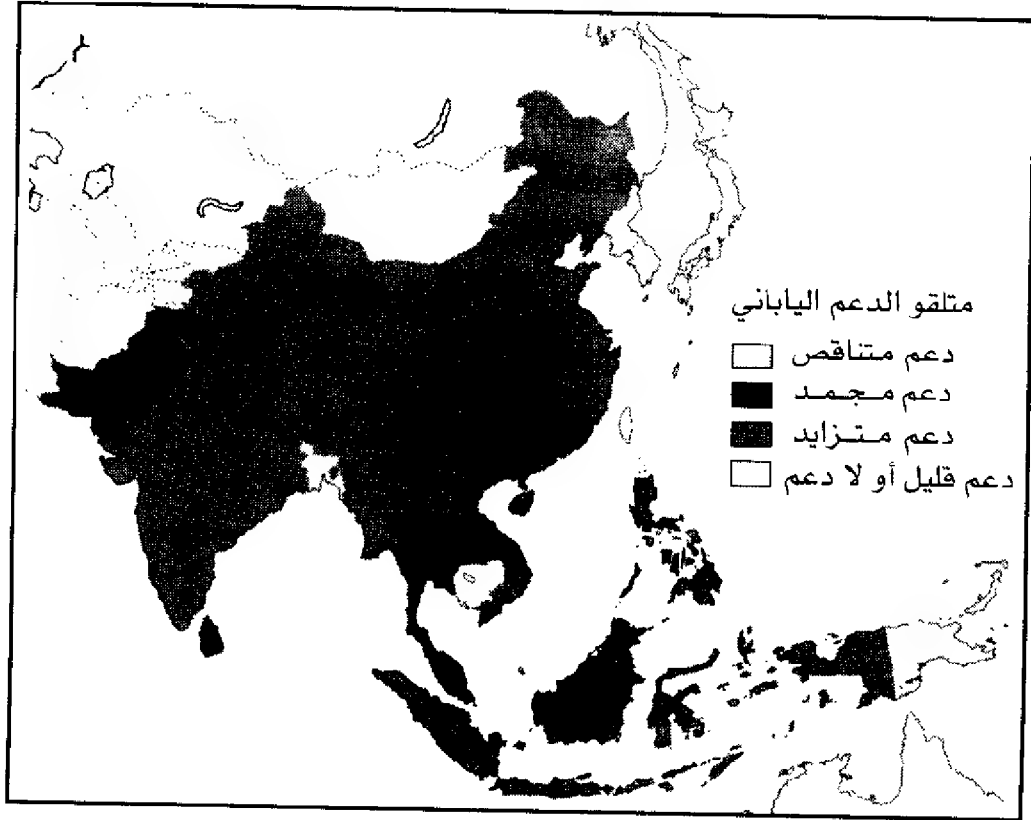 متلقو الدعم الياباني
دعم متناقص
دعم مجمد
دعم متزايد
دعم قليل أو لا دعم